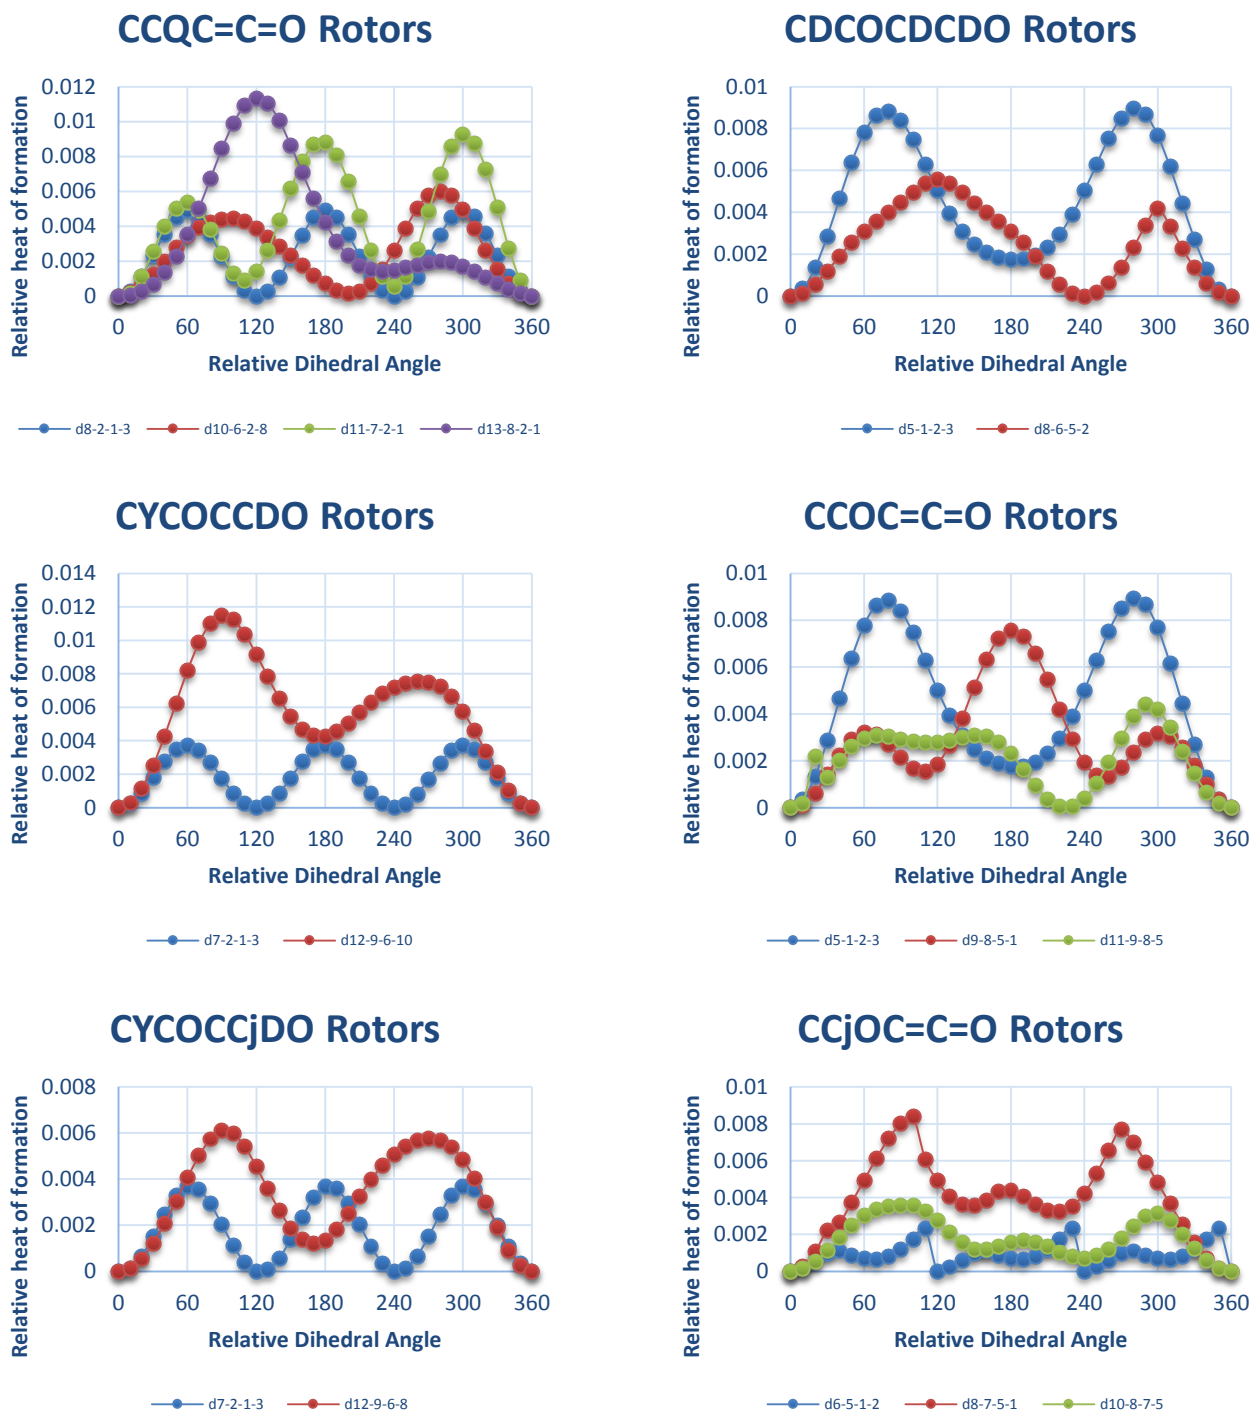 CCQC=C=O Rotors
Relative heat of formation
0.012
0.01
0.008
0.006
0.004
0.002
0
0 60 120 180 240 300 360
Relative Dihedral Angle
d8-2-1-3 d10-6-2-8 d11-7-2-1 d13-8-2-1
CDCOCDCDO Rotors
Relative heat of formation
0.01
0.008
0.006
0.004
0.002
0
0 60 120 180 240 300 360
Relative Dihedral Angle
d5-1-2-3 d8-6-5-2
CYCOCCDO Rotors
Relative heat of formation
0.014
0.012
0.01
0.008
0.006
0.004
0.002
0
0 60 120 180 240 300 360
Relative Dihedral Angle
d7-2-1-3 d12-9-6-10
CCOC=C=O Rotors
Relative heat of formation
0.01
0.008
0.006
0.004
0.002
0
0 60 120 180 240 300 360
Relative Dihedral Angle
d5-1-2-3 d9-8-5-1 d11-9-8-5
CYCOCCjDO Rotors
Relative heat of formation
0.008
0.006
0.004
0.002
0
0 60 120 180 240 300 360
Relative Dihedral Angle
d7-2-1-3 d12-9-6-8
CCjOC=C=O Rotors
Relative heat of formation
0.01
0.008
0.006
0.004
0.002
0
0 60 120 180 240 300 360
Relative Dihedral Angle
d6-5-1-2 d8-7-5-1 d10-8-7-5